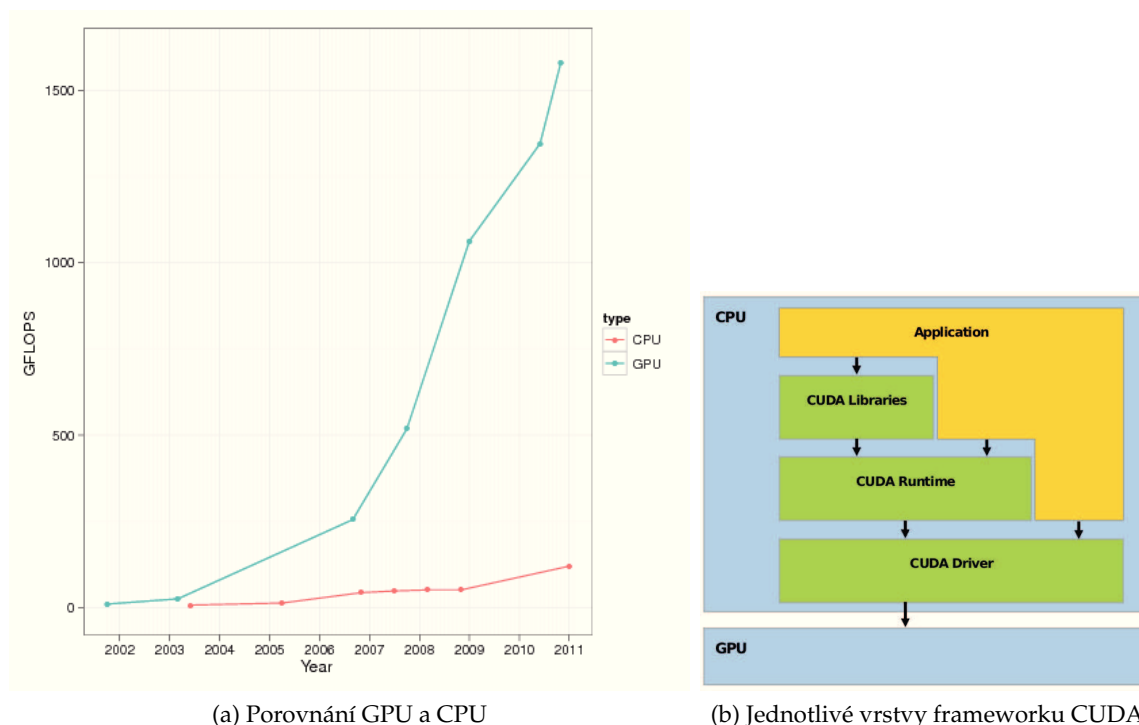 1500
1000
500
0
GFLOPS
2002 2003 2004 2005 2006 2007 2008 2009 2010 2011
Year
type
CPU
GPU
(a) Porovnání GPU a CPU
CPU
Application
CUDA Libraries
CUDA Runtime
CUDA Driver
GPU
(b) Jednotlivé vrstvy frameworku CUDA